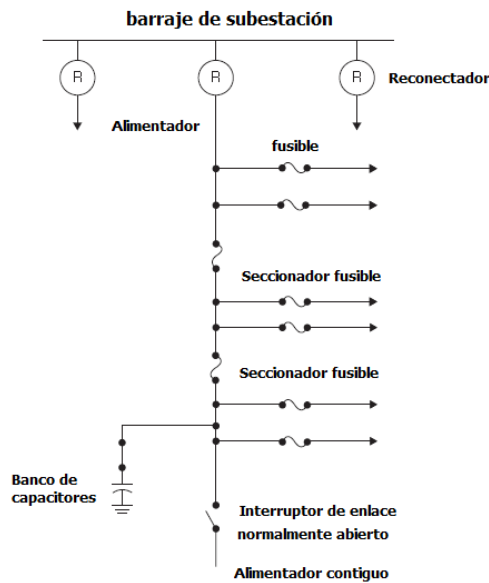 barraje de subestación
R
R
R
Reconectador
Alimentador
fusible
Seccionador fusible
Seccionador fusible
Banco de
capacitores
Interruptor de enlace
normalmente abierto
Alimentador contiguo